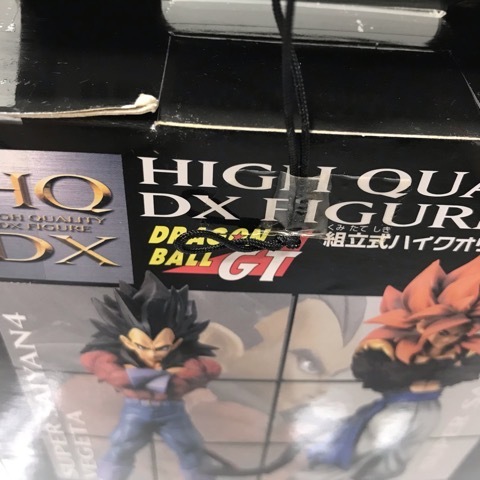 HQ
HIGH QUALITY
DX FIGURE
DX
HIGH QUA
DX FIGUR
DRAGON
BALL GT
くみ たて しき
組立式ハイクオ
SUPER SAIYAN4
VEGETA